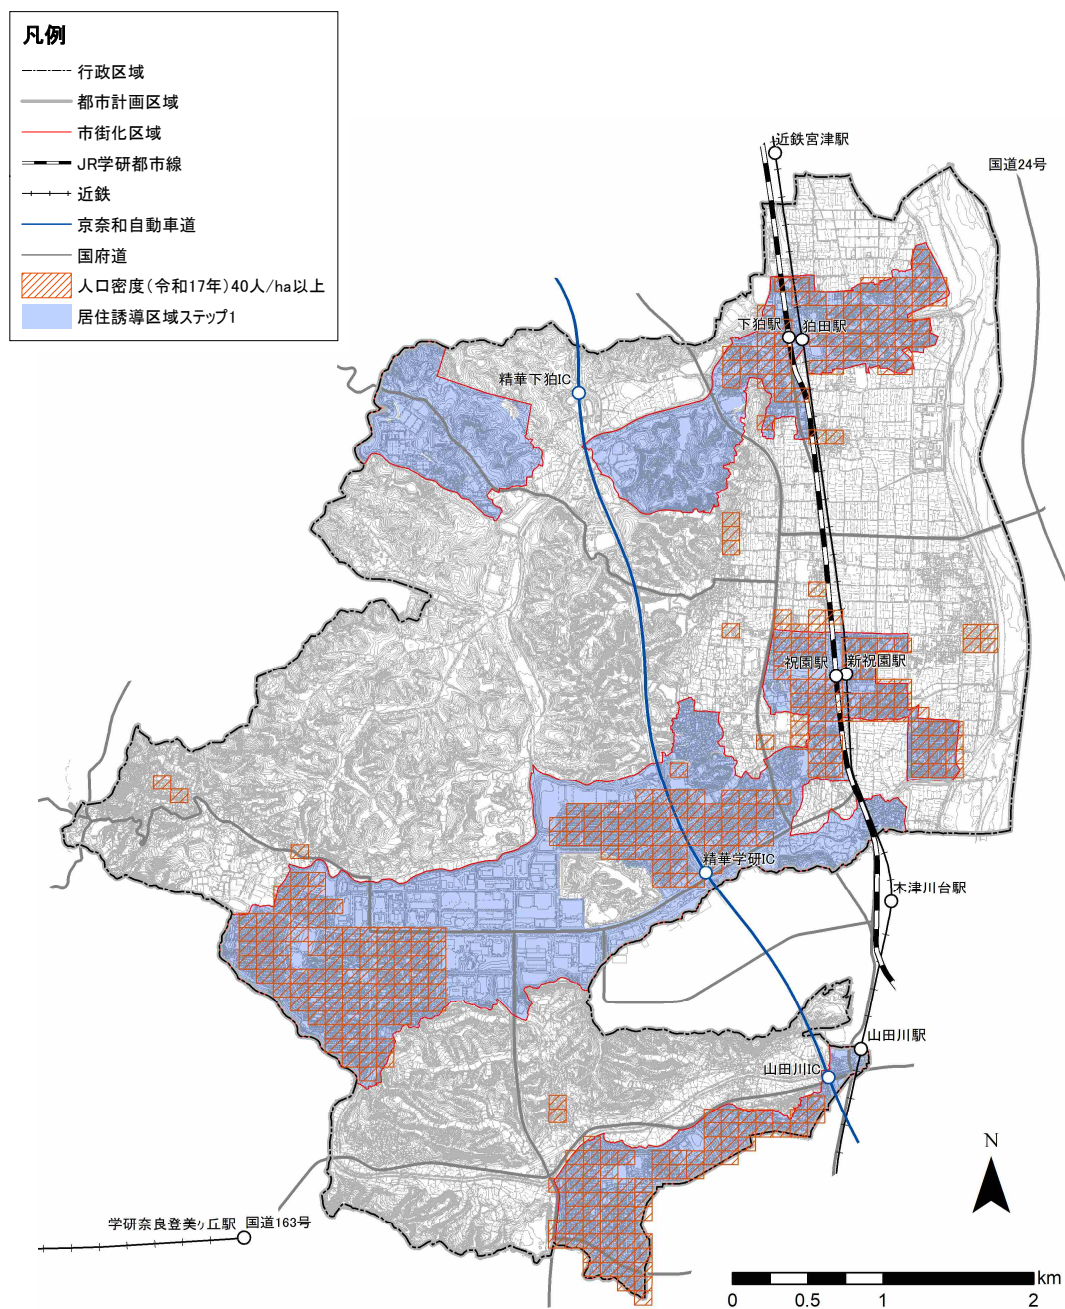 凡例
行政区域
都市計画区域
市街化区域
JR学研都市線
近鉄
京奈和自動車道
国府道
人口密度(令和17年)40人/ha以上
居住誘導区域ステップ1
近鉄宮津駅
国道24号
下狛駅
狛田駅
精華下狛IC
祝園駅
新祝園駅
精華学研IC
木津川台駅
山田川駅
山田川IC
学研奈良登美ヶ丘駅
国道163号
N
km
0 0.5 1 2